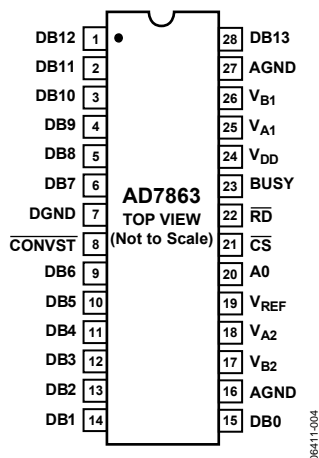 DB12 1 28 DB13
DB11 2 27 AGND
DB10 3 26 VB1
DB9 4 25 VA1
DB8 5 24 VDD
DB7 6 23 BUSY
DGND 7 22 RD
CONVST 8 21 CS
DB6 9 20 A0
DB5 10 19 VREF
DB4 11 18 VA2
DB3 12 17 VB2
DB2 13 16 AGND
DB1 14 15 DB0
AD7863
TOP VIEW
(Not to Scale)
06411-004